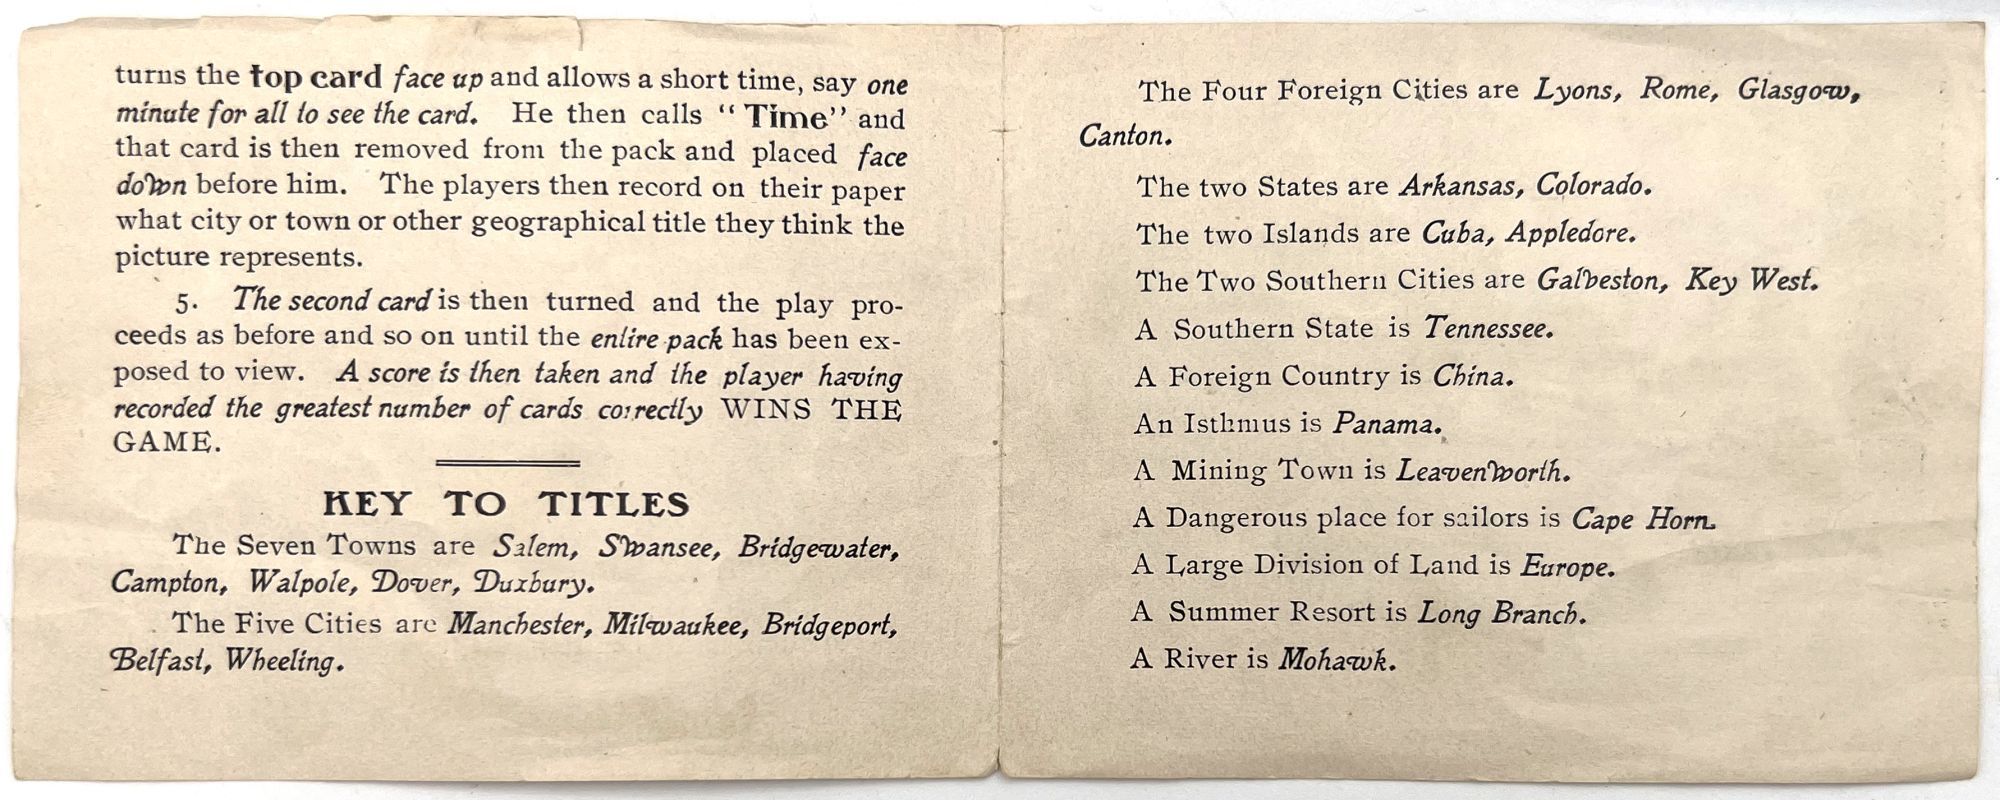 turns the top card face up and allows a short time, say one
minute for all to see the card. He then calls "Time" and
that card is then removed from the pack and placed face
down before him. The players then record on their paper
what city or town or other geographical title they think the
picture represents.
5. The second card is then turned and the play pro-
ceeds as before and so on until the entire pack has been ex-
posed to view. A score is then taken and the player having
recorded the greatest number of cards correctly WINS THE
GAME.
KEY TO TITLES
The Seven Towns are Salem, Swansee, Bridgewater,
Campton, Walpole, Dover, Duxbury.
The Five Cities are Manchester, Milwaukee, Bridgeport,
Belfast, Wheeling.
The Four Foreign Cities are Lyons, Rome, Glasgow,
Canton.
The two States are Arkansas, Colorado.
The two Islands are Cuba, Appledore.
The Two Southern Cities are Galveston, Key West.
A Southern State is Tennessee.
A Foreign Country is China.
An Isthmus is Panama.
A Mining Town is Leavenworth.
A Dangerous place for sailors is Cape Horn.
A Large Division of Land is Europe.
A Summer Resort is Long Branch.
A River is Mohawk.